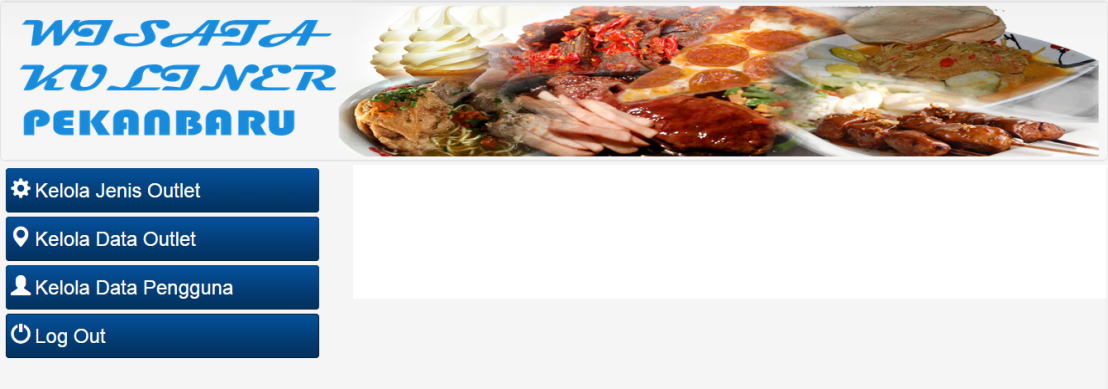 WISATA
KULINER
PEKANBARU
Kelola Jenis Outlet
Kelola Data Outlet
Kelola Data Pengguna
Log Out